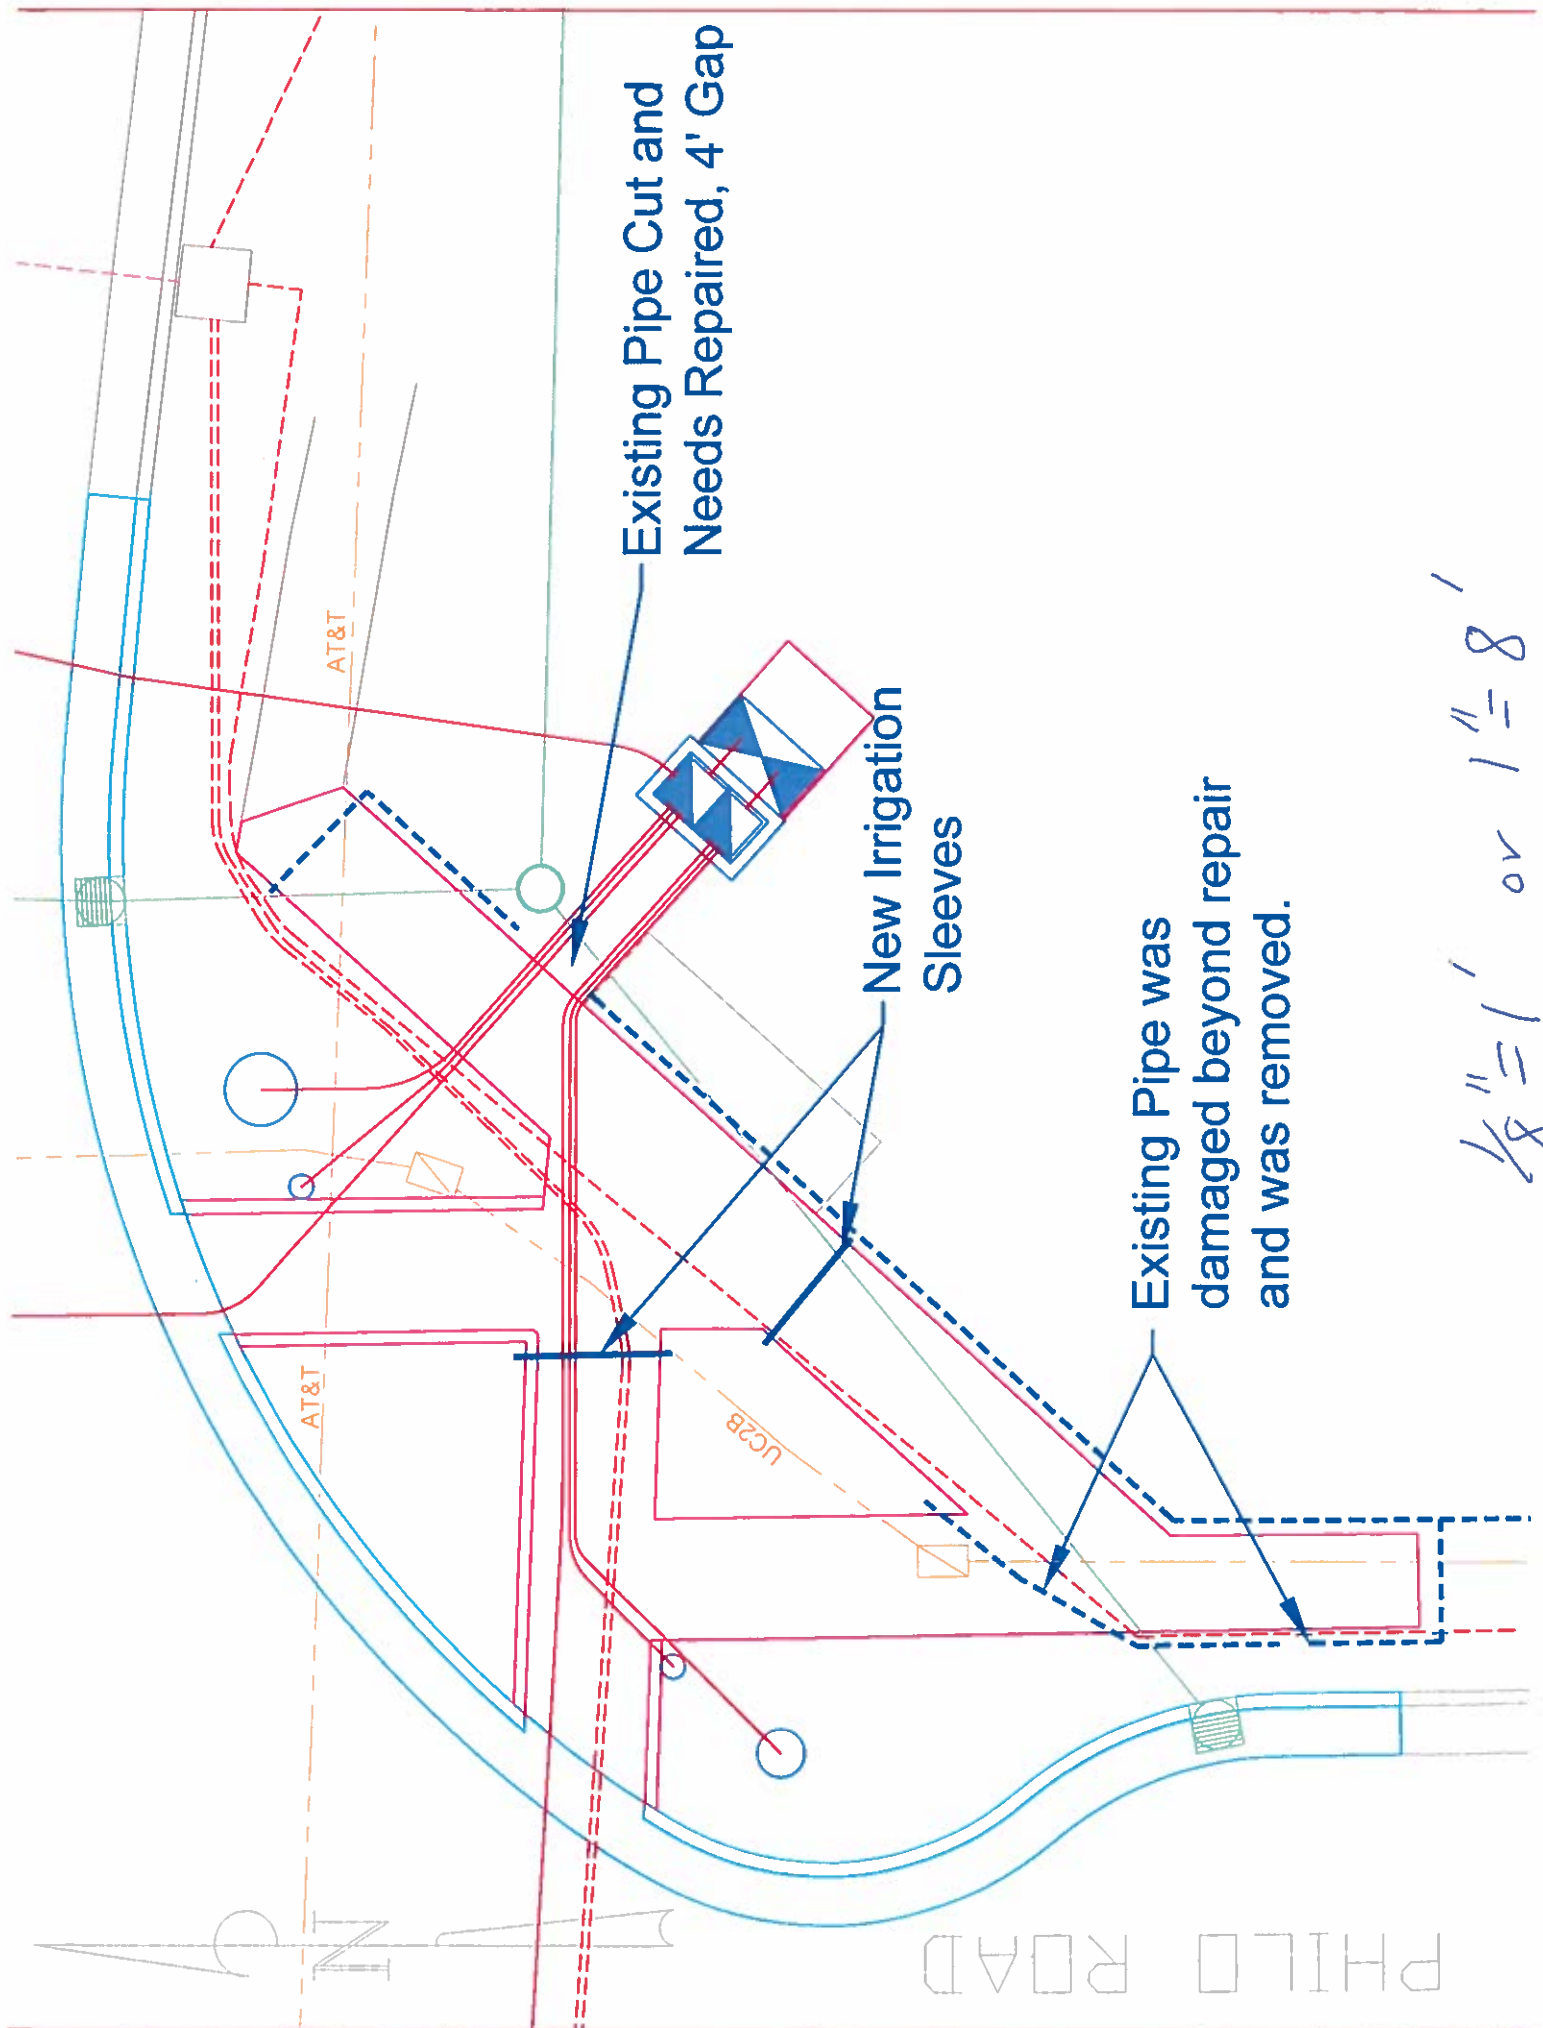 Existing Pipe Cut and
Needs Repaired, 4' Gap
AT&T
New Irrigation
Sleeves
AT&T
UC2B
Existing Pipe was
damaged beyond repair
and was removed.
1/8"=1' or 1"=8'
N
PHILO ROAD